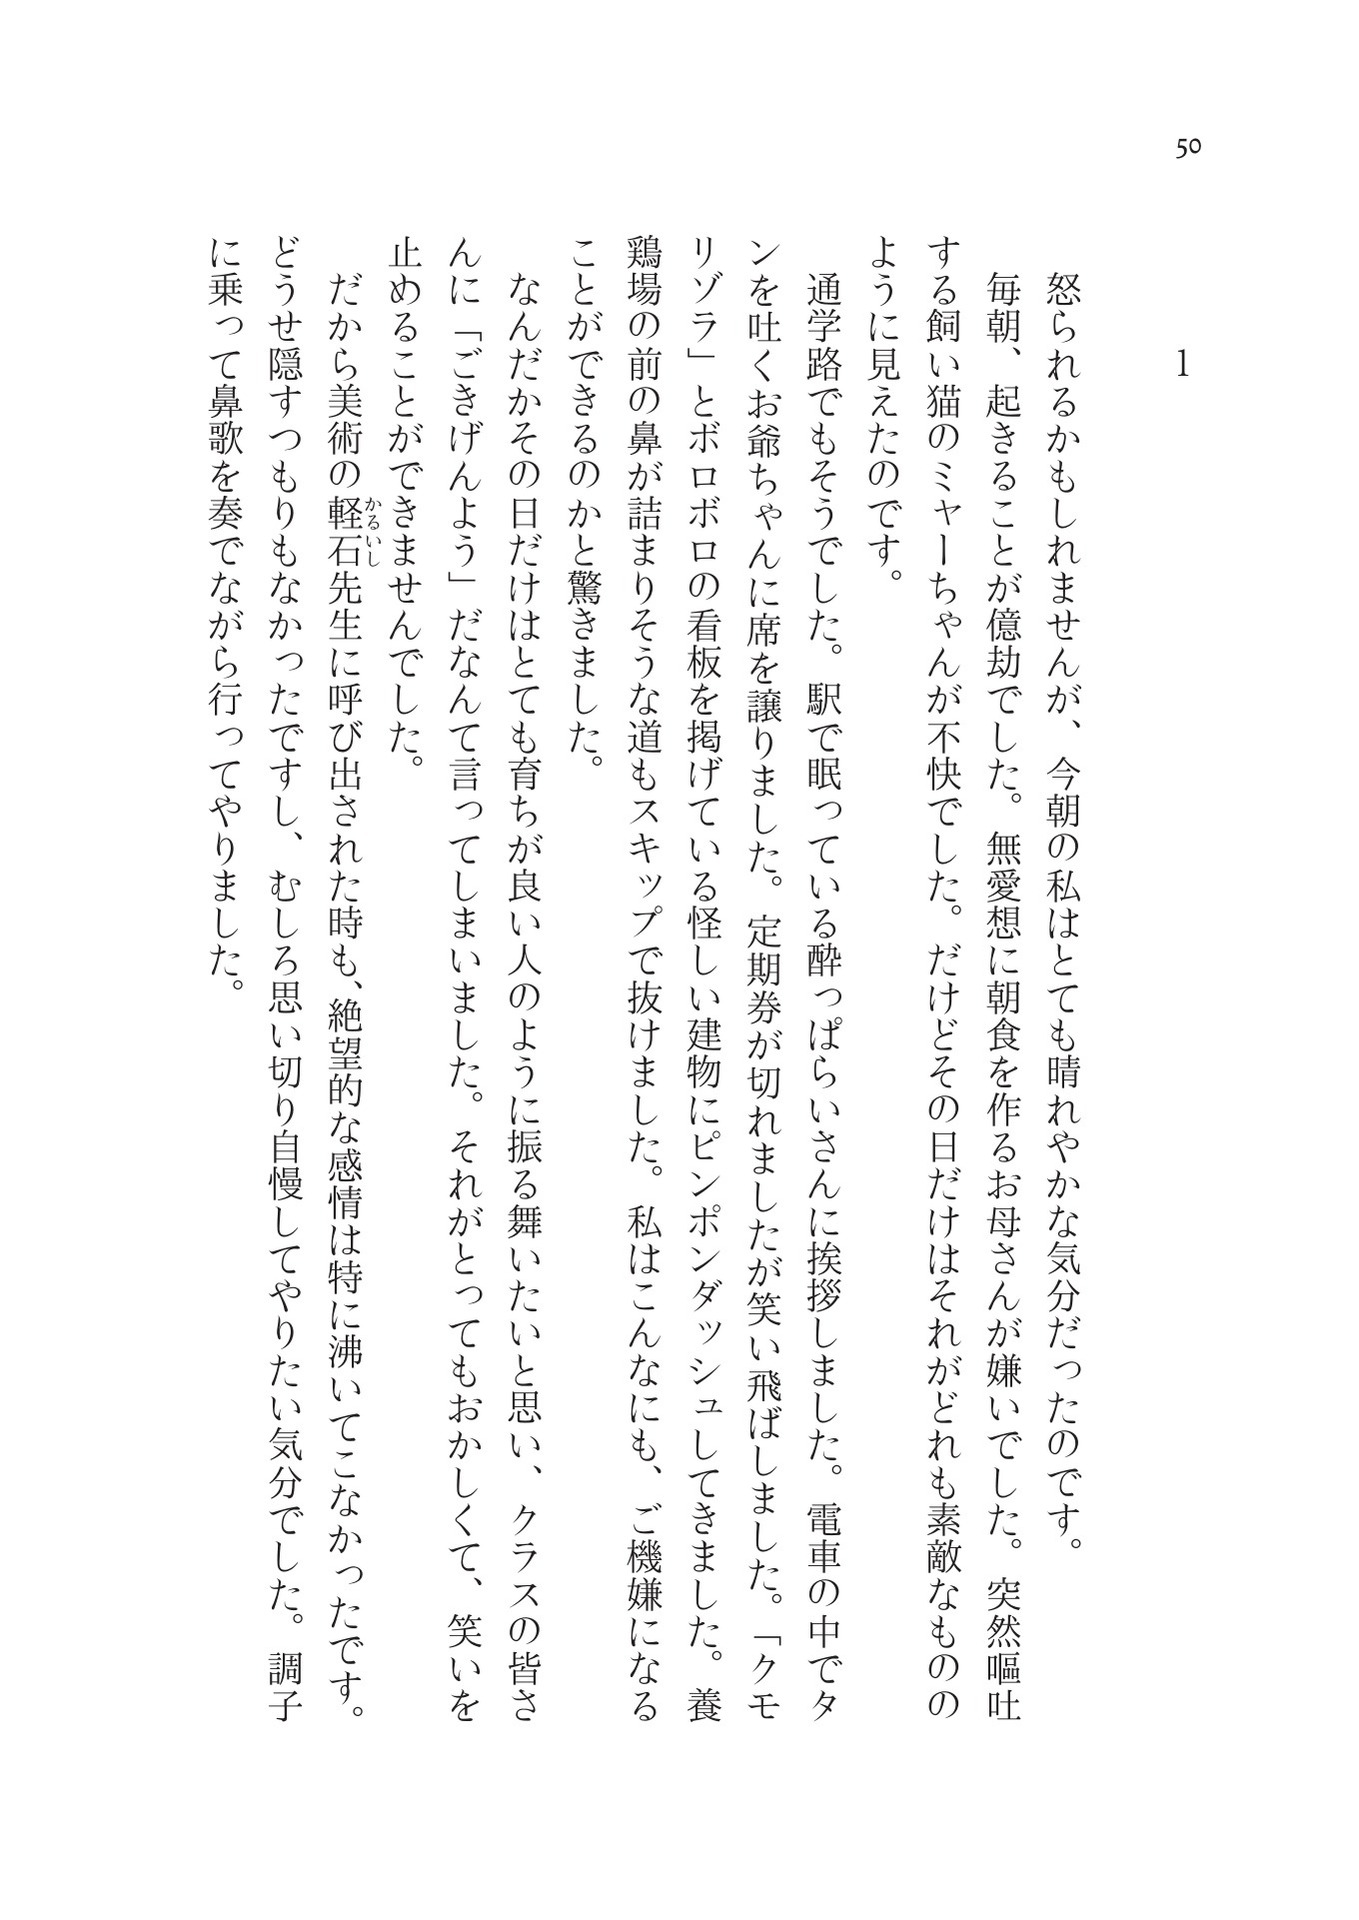 50
1
怒られるかもしれませんが、今朝の私はとても晴れやかな気分だったのです。
毎朝、起きることが億劫でした。無愛想に朝食を作るお母さんが嫌いでした。突然嘔吐
する飼い猫のミャーちゃんが不快でした。だけどその日だけはそれがどれも素敵なものの
ように見えたのです。
通学路でもそうでした。駅で眠っている酔っぱらいさんに挨拶しました。電車の中でタ
ンを吐くお爺ちゃんに席を譲りました。定期券が切れましたが笑い飛ばしました。「クモ
リゾラ」とボロボロの看板を掲げている怪しい建物にピンポンダッシュしてきました。養
鶏場の前の鼻が詰まりそうな道もスキップで抜けました。私はこんなにも、ご機嫌になる
ことができるのかと驚きました。
なんだかその日だけはとても育ちが良い人のように振る舞いたいと思い、クラスの皆さ
んに「ごきげんよう」だなんて言ってしまいました。それがとってもおかしくて、笑いを
止めることができませんでした。
だから美術の軽石先生に呼び出された時も、絶望的な感情は特に沸いてこなかったです。
かるいし
どうせ隠すつもりもなかったですし、むしろ思い切り自慢してやりたい気分でした。調子
に乗って鼻歌を奏でながら行ってやりました。